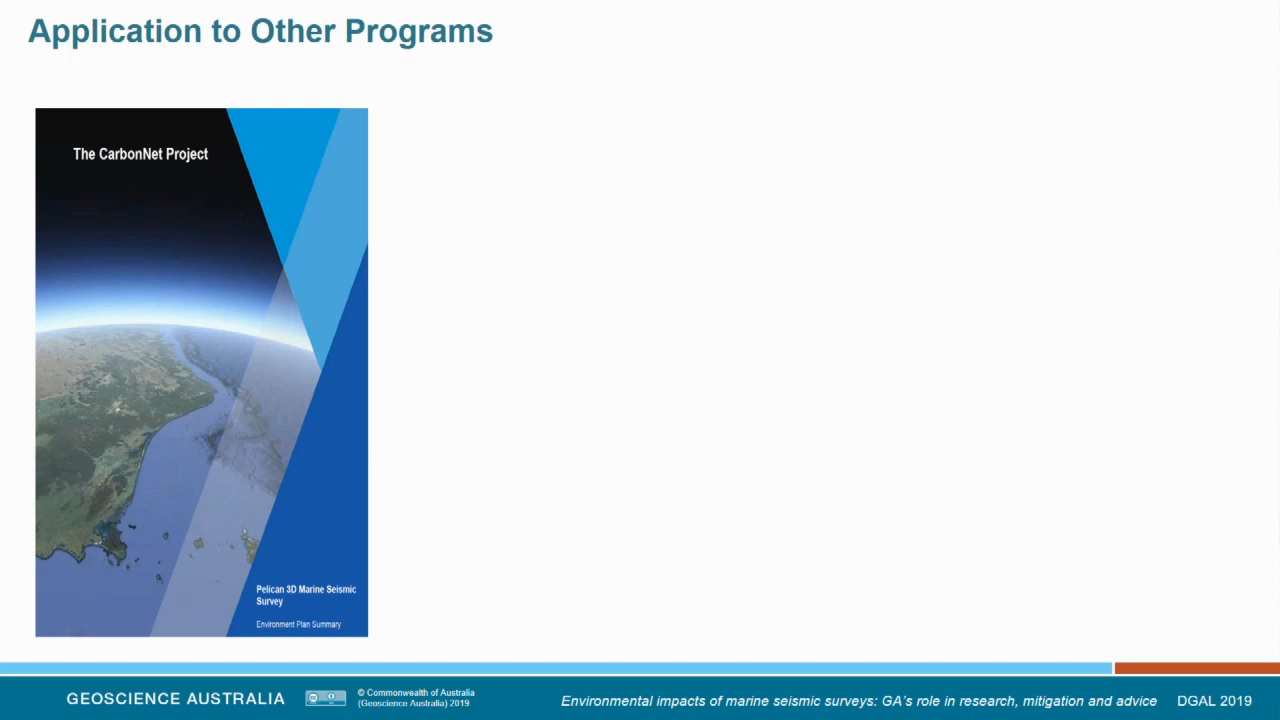 Application to Other Programs
The CarbonNet Project
Pelican 3D Marine Seismic
Survey
Environment Plan Summary
GEOSCIENCE AUSTRALIA
© Commonwealth of Australia
(Geoscience Australia) 2019
Environmental impacts of marine seismic surveys: GA's role in research, mitigation and advice
DGAL 2019